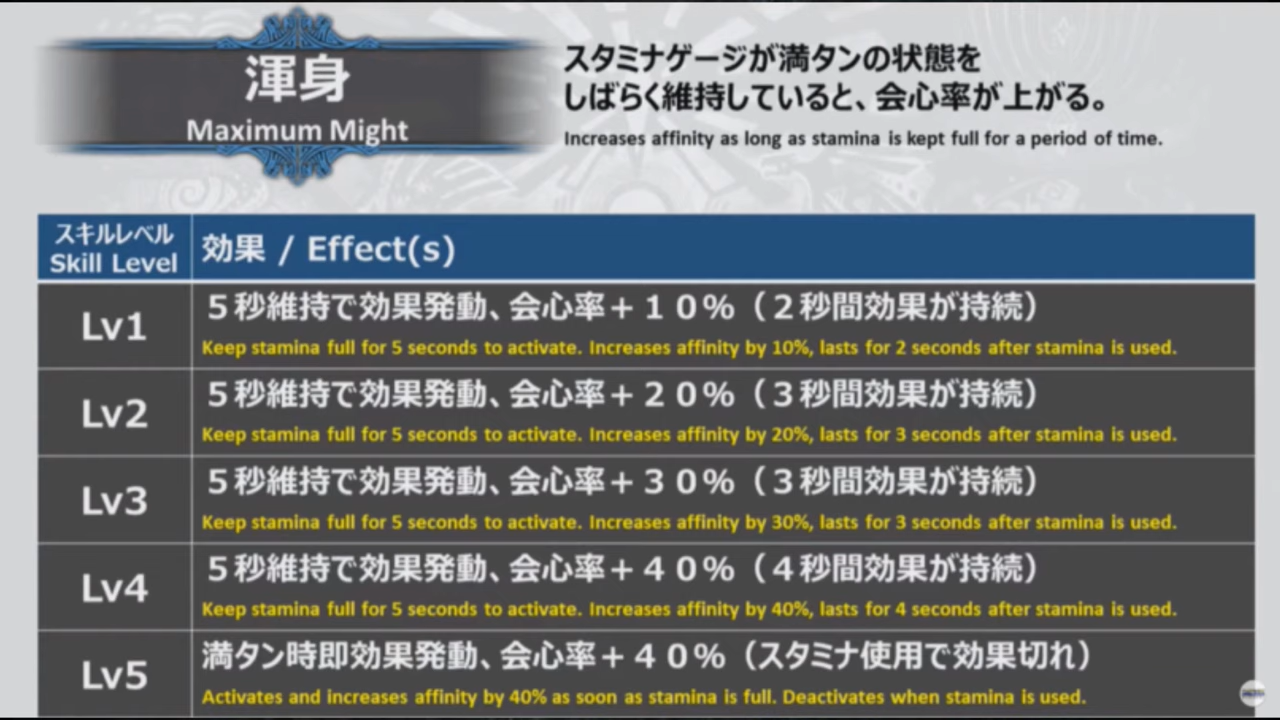 渾身
Maximum Might
スタミナゲージが満タンの状態を
しばらく維持していると、会心率が上がる。
Increases affinity as long as stamina is kept full for a period of time.
スキルレベル
Skill Level
効果 / Effect(s)
Lv1
５秒維持で効果発動、会心率＋１０％（２秒間効果が持続）
Keep stamina full for 5 seconds to activate. Increases affinity by 10%, lasts for 2 seconds after stamina is used.
Lv2
５秒維持で効果発動、会心率＋２０％（３秒間効果が持続）
Keep stamina full for 5 seconds to activate. Increases affinity by 20%, lasts for 3 seconds after stamina is used.
Lv3
５秒維持で効果発動、会心率＋３０％（３秒間効果が持続）
Keep stamina full for 5 seconds to activate. Increases affinity by 30%, lasts for 3 seconds after stamina is used.
Lv4
５秒維持で効果発動、会心率＋４０％（４秒間効果が持続）
Keep stamina full for 5 seconds to activate. Increases affinity by 40%, lasts for 4 seconds after stamina is used.
Lv5
満タン時即効果発動、会心率＋４０％（スタミナ使用で効果切れ）
Activates and increases affinity by 40% as soon as stamina is full. Deactivates when stamina is used.